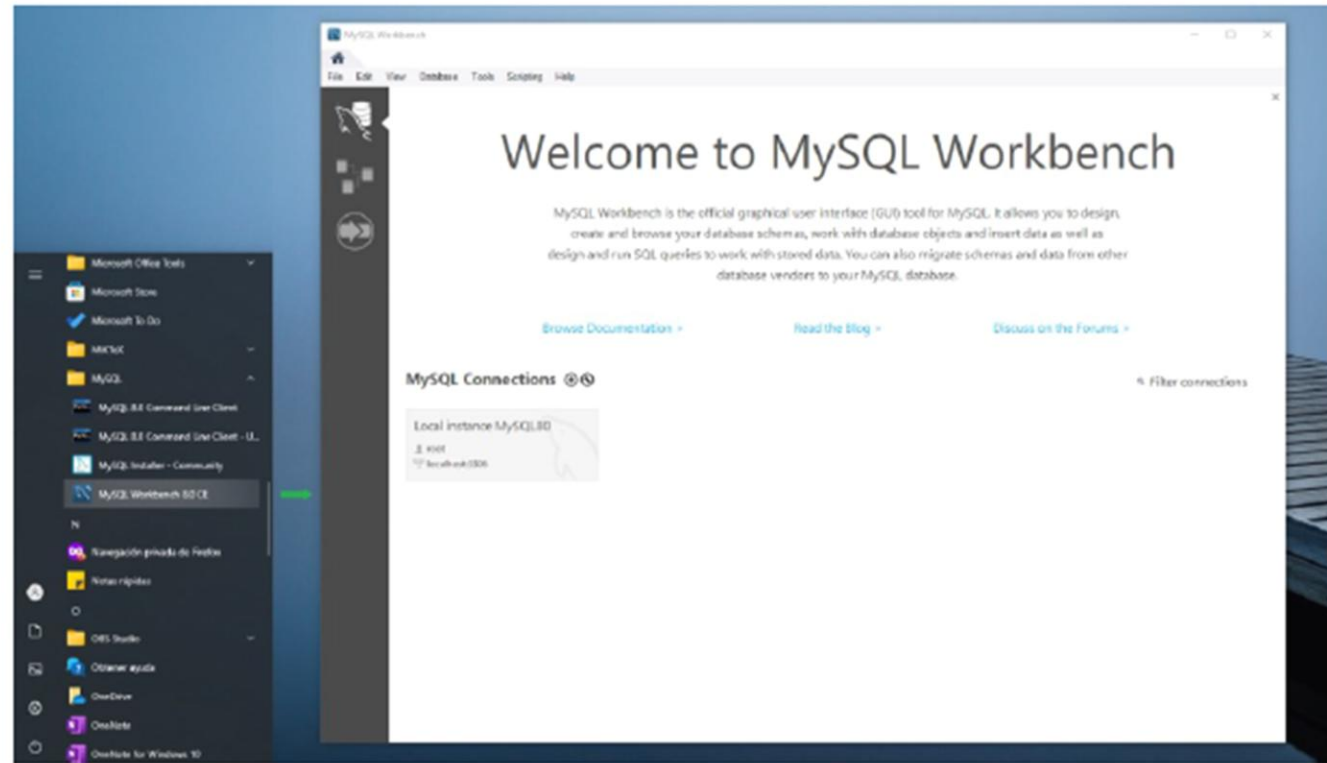 Microsoft Office Tools
Microsoft Store
Microsoft To Do
MiKTeX
MySQL
MySQL 8.0 Command Line Client
MySQL 8.0 Command Line Client - U...
MySQL Installer - Community
MySQL Workbench 8.0 CE
N
Navegación privada de Firefox
Notas rápidas
O
OBS Studio
Obtener ayuda
OneDrive
OneNote
OneNote for Windows 10
MySQL Workbench
File Edit View Database Tools Scripting Help
Welcome to MySQL Workbench
MySQL Workbench is the official graphical user interface (GUI) tool for MySQL. It allows you to design,
create and browse your database schemas, work with database objects and insert data as well as
design and run SQL queries to work with stored data. You can also migrate schemas and data from other
database vendors to your MySQL database.
Browse Documentation >
Read the Blog >
Discuss on the Forums >
MySQL Connections
Filter connections
Local instance MySQL80
root
localhost:3306